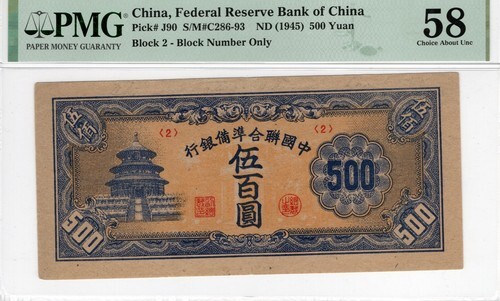 PMG
PAPER MONEY GUARANTY
China, Federal Reserve Bank of China
Pick# J90 S/M#C286-93 ND (1945) 500 Yuan
Block 2 - Block Number Only
58
Choice About Unc
伍佰
伍佰
(2)
(2)
行銀備準合聯國中
伍百圓
500
500
500